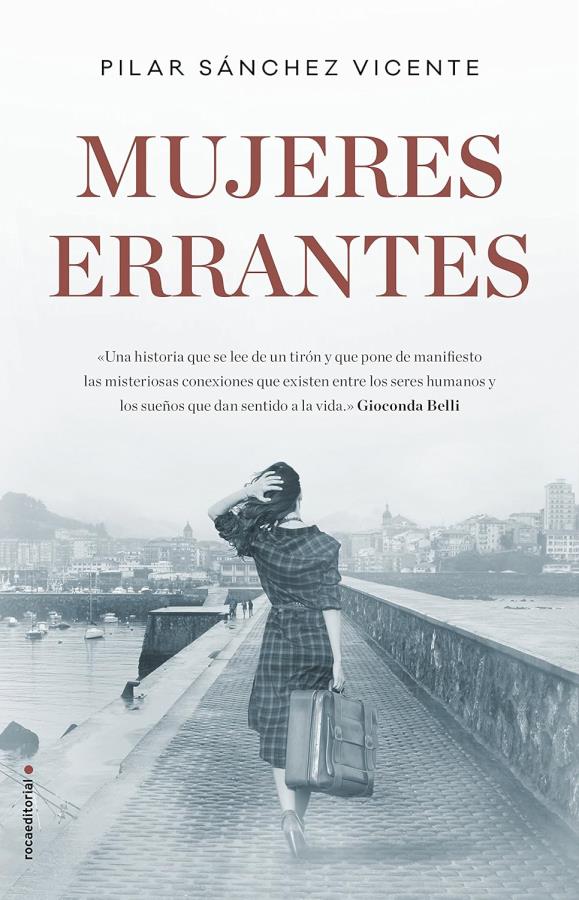 PILAR SÁNCHEZ VICENTE
MUJERES
ERRANTES
«Una historia que se lee de un tirón y que pone de manifiesto
las misteriosas conexiones que existen entre los seres humanos y
los sueños que dan sentido a la vida.» Gioconda Belli
rocaeditorial